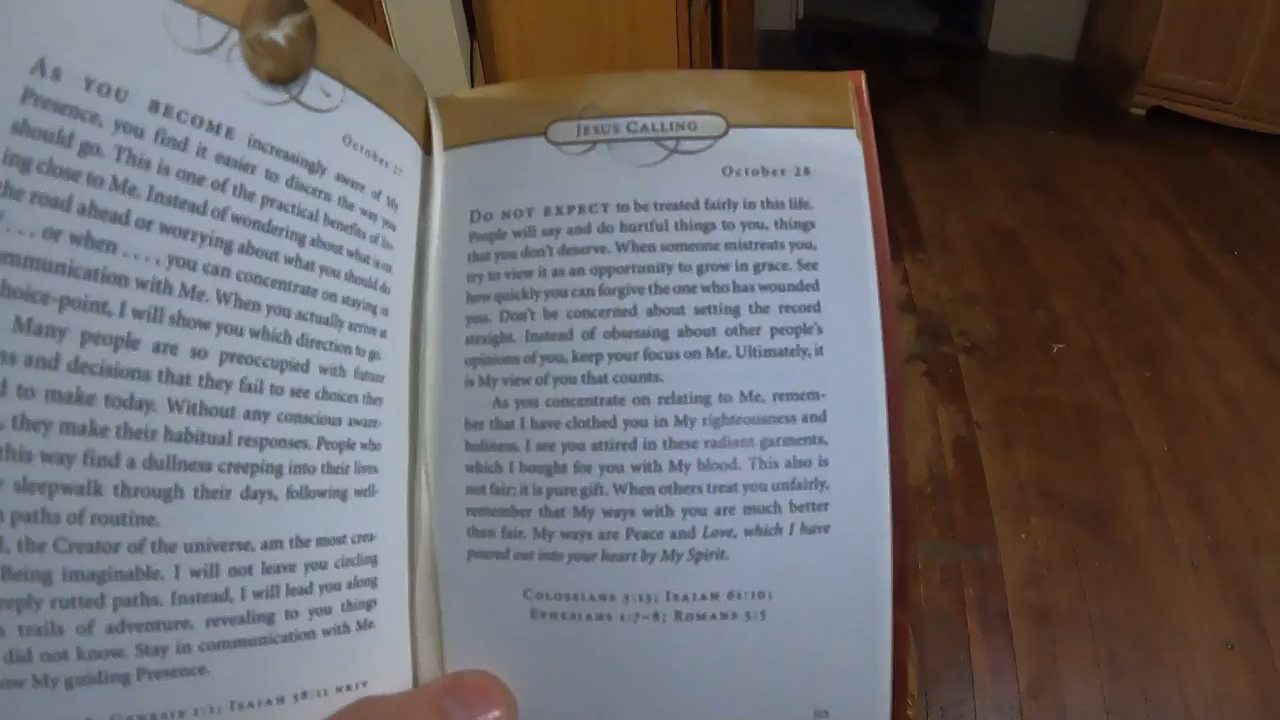 October 27
AS YOU BECOME increasingly aware of My
Presence, you find it easier to discern the way you
should go. This is one of the practical benefits of liv-
ing close to Me. Instead of wondering about what is on
the road ahead or worrying about what you should do
. . . or when . . . , you can concentrate on staying in
mmunication with Me. When you actually arrive at
hoice-point, I will show you which direction to go.
Many people are so preoccupied with future
ns and decisions that they fail to see choices they
d to make today. Without any conscious aware-
, they make their habitual responses. People who
this way find a dullness creeping into their lives.
sleepwalk through their days, following well-
n paths of routine.
I, the Creator of the universe, am the most crea-
Being imaginable. I will not leave you circling
eeply rutted paths. Instead, I will lead you along
trails of adventure, revealing to you things
did not know. Stay in communication with Me.
ow My guiding Presence.
GENESIS 1:1; ISAIAH 58:11 NKJV
JESUS CALLING
October 28
DO NOT EXPECT to be treated fairly in this life.
People will say and do hurtful things to you, things
that you don't deserve. When someone mistreats you,
try to view it as an opportunity to grow in grace. See
how quickly you can forgive the one who has wounded
you. Don't be concerned about setting the record
straight. Instead of obsessing about other people's
opinions of you, keep your focus on Me. Ultimately, it
is My view of you that counts.
As you concentrate on relating to Me, remem-
ber that I have clothed you in My righteousness and
holiness. I see you attired in these radiant garments,
which I bought for you with My blood. This also is
not fair; it is pure gift. When others treat you unfairly,
remember that My ways with you are much better
than fair. My ways are Peace and Love, which I have
poured out into your heart by My Spirit.
COLOSSIANS 3:13; ISAIAH 61:10;
EPHESIANS 1:7–8; ROMANS 5:5